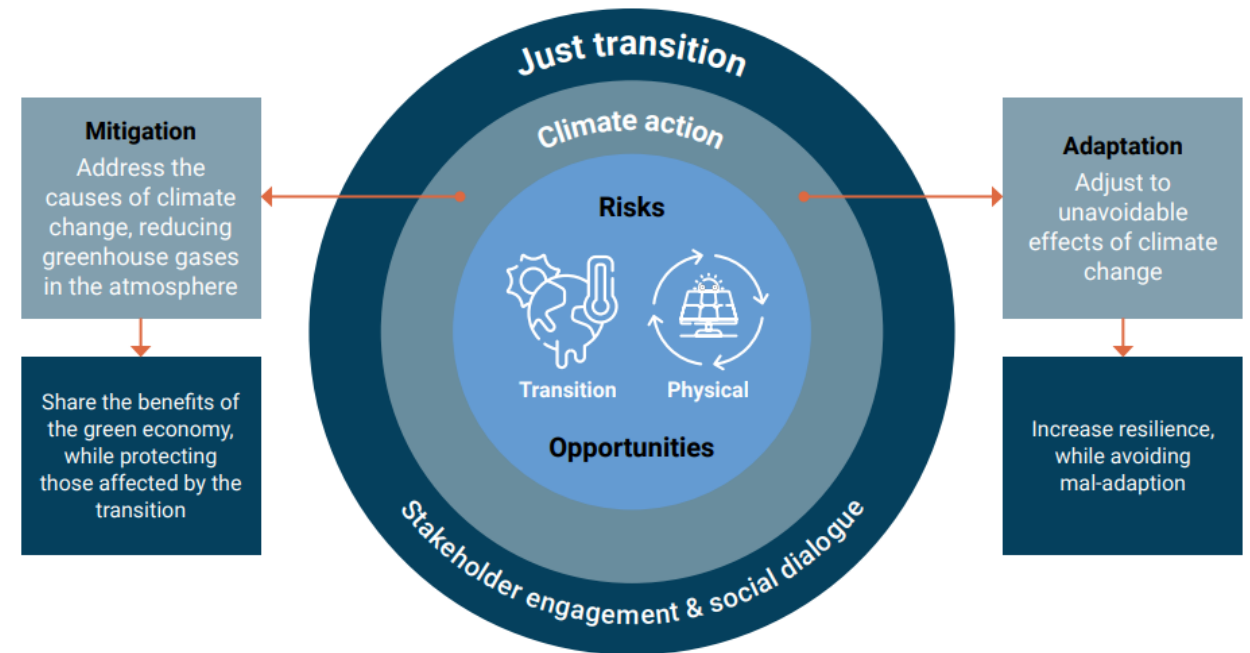 Just transition
Climate action
Mitigation
Address the
causes of climate
change, reducing
greenhouse gases
in the atmosphere
Share the benefits of
the green economy,
while protecting
those affected by the
transition
Risks
Transition
Physical
Opportunities
Stakeholder engagement & social dialogue
Adaptation
Adjust to
unavoidable
effects of climate
change
Increase resilience,
while avoiding
mal-adaption